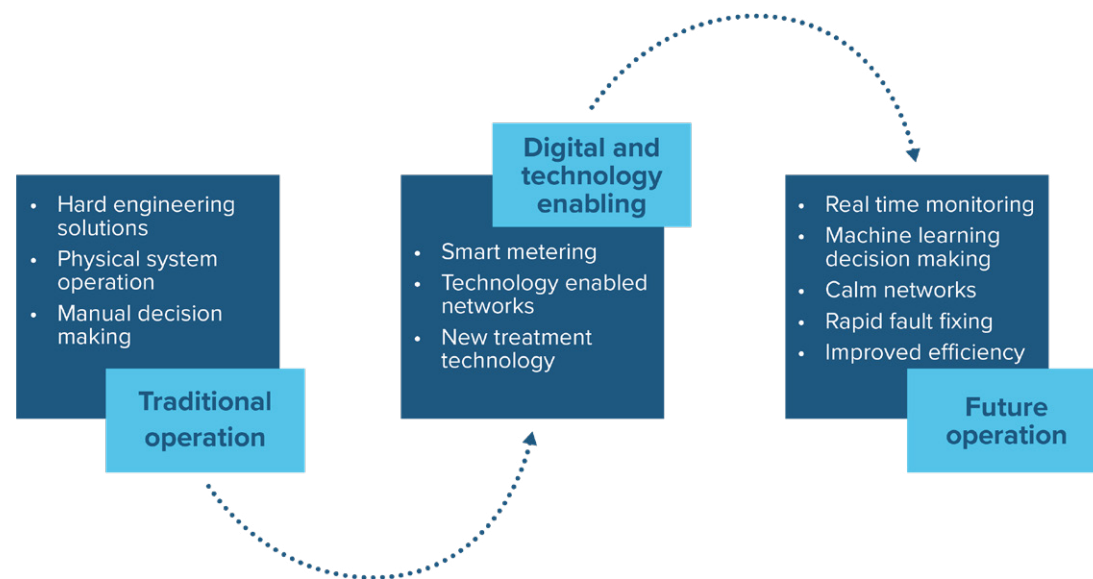 • Hard engineering
solutions
• Physical system
operation
• Manual decision
making
Traditional
operation
Digital and
technology
enabling
• Smart metering
• Technology enabled
networks
• New treatment
technology
• Real time monitoring
• Machine learning
decision making
• Calm networks
• Rapid fault fixing
• Improved efficiency
Future
operation